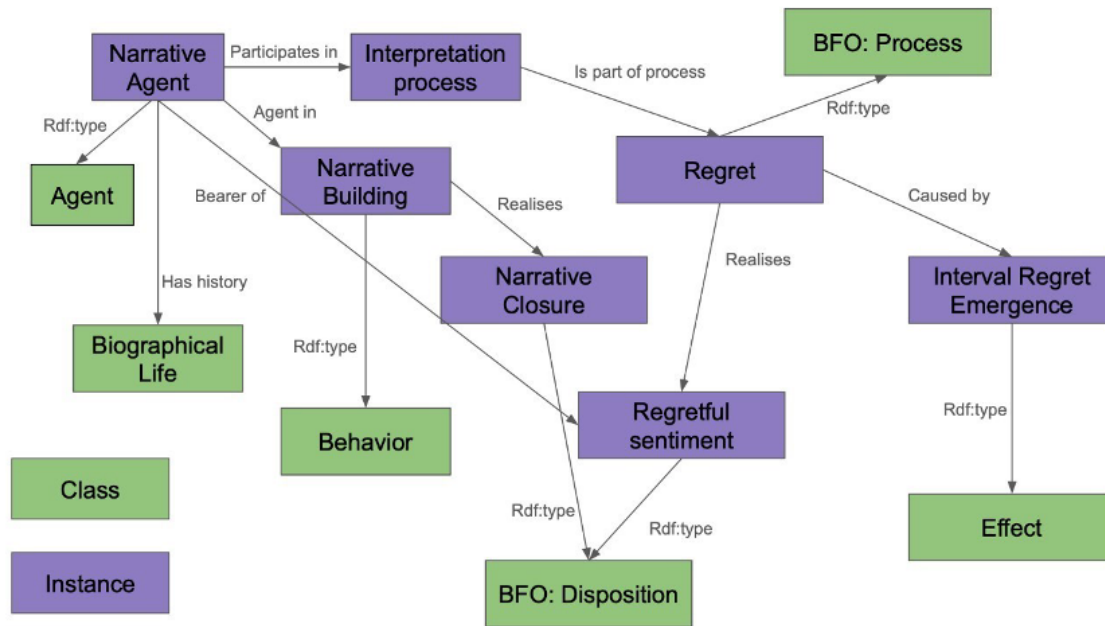 BFO: Process
Narrative
Agent
Participates in
Interpretation
process
Is part of process
Rdf:type
Rdf:type
Agent in
Agent
Narrative
Building
Regret
Bearer of
Realises
Caused by
Realises
Has history
Narrative
Closure
Interval Regret
Emergence
Biographical
Life
Rdf:type
Behavior
Regretful
sentiment
Rdf:type
Class
Rdf:type
Rdf:type
Effect
Instance
BFO: Disposition